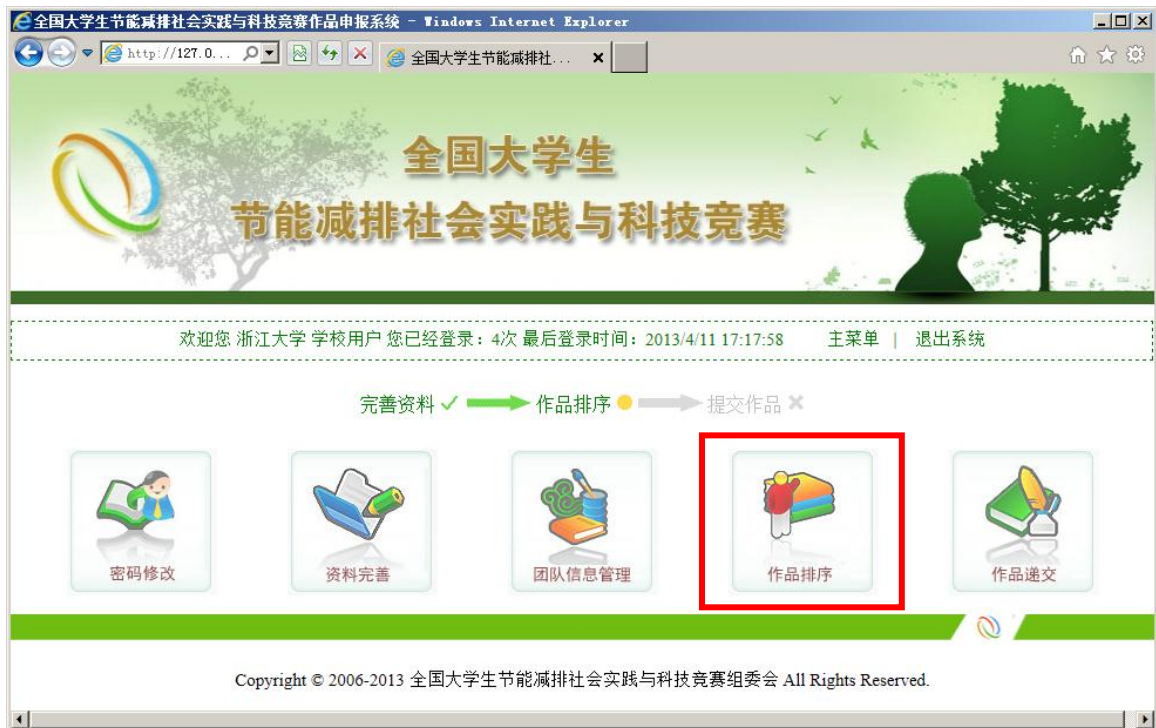 全国大学生节能减排社会实践与科技竞赛作品申报系统 - Windows Internet Explorer
http://127.0... 全国大学生节能减排社...
全国大学生
节能减排社会实践与科技竞赛
欢迎您 浙江大学 学校用户 您已经登录：4次 最后登录时间：2013/4/11 17:17:58 主菜单 | 退出系统
完善资料 作品排序 提交作品
密码修改 资料完善 团队信息管理 作品排序 作品递交
Copyright © 2006-2013 全国大学生节能减排社会实践与科技竞赛组委会 All Rights Reserved.